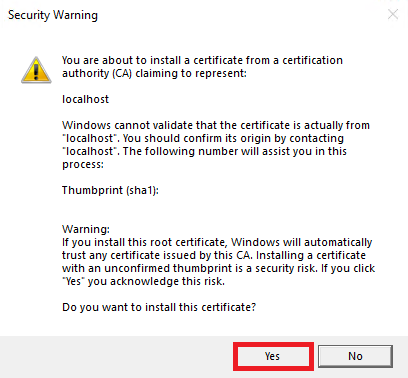 Security Warning
You are about to install a certificate from a certification
authority (CA) claiming to represent:
localhost
Windows cannot validate that the certificate is actually from
"localhost". You should confirm its origin by contacting
"localhost". The following number will assist you in this
process:
Thumbprint (sha1):
Warning:
If you install this root certificate, Windows will automatically
trust any certificate issued by this CA. Installing a certificate
with an unconfirmed thumbprint is a security risk. If you click
"Yes" you acknowledge this risk.
Do you want to install this certificate?
Yes
No